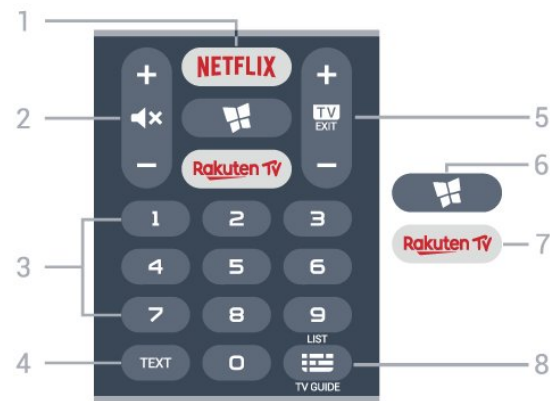 1
NETFLIX
+ +
2
TV
EXIT
5
− −
Rakuten TV
6
1 2 3
3
4 5 6
Rakuten TV
7
7 8 9
LIST
4
TEXT 0
8
TV GUIDE